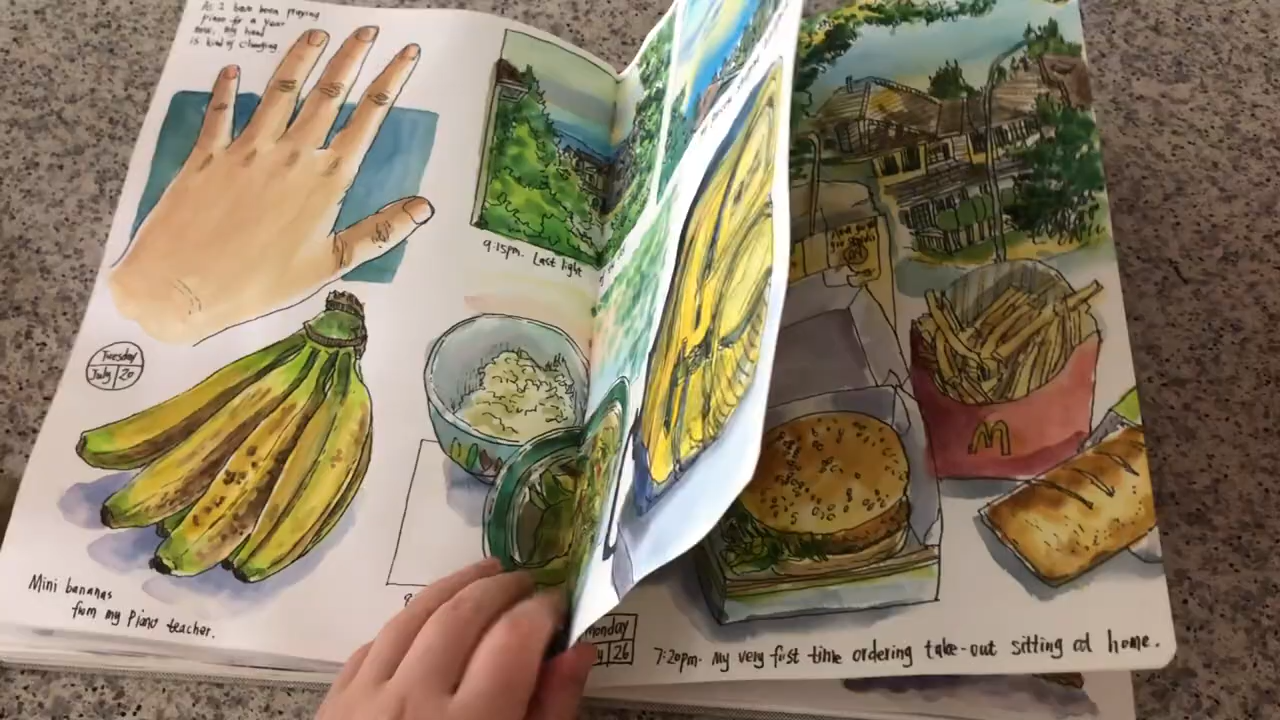 As I have been playing
piano for a year
now, my hand
is kind of changing.
9:15pm. Last light
Tuesday
July 20
Mini bananas
from my Piano teacher.
M
Monday
26
7:20pm. My very first time ordering take-out sitting at home.